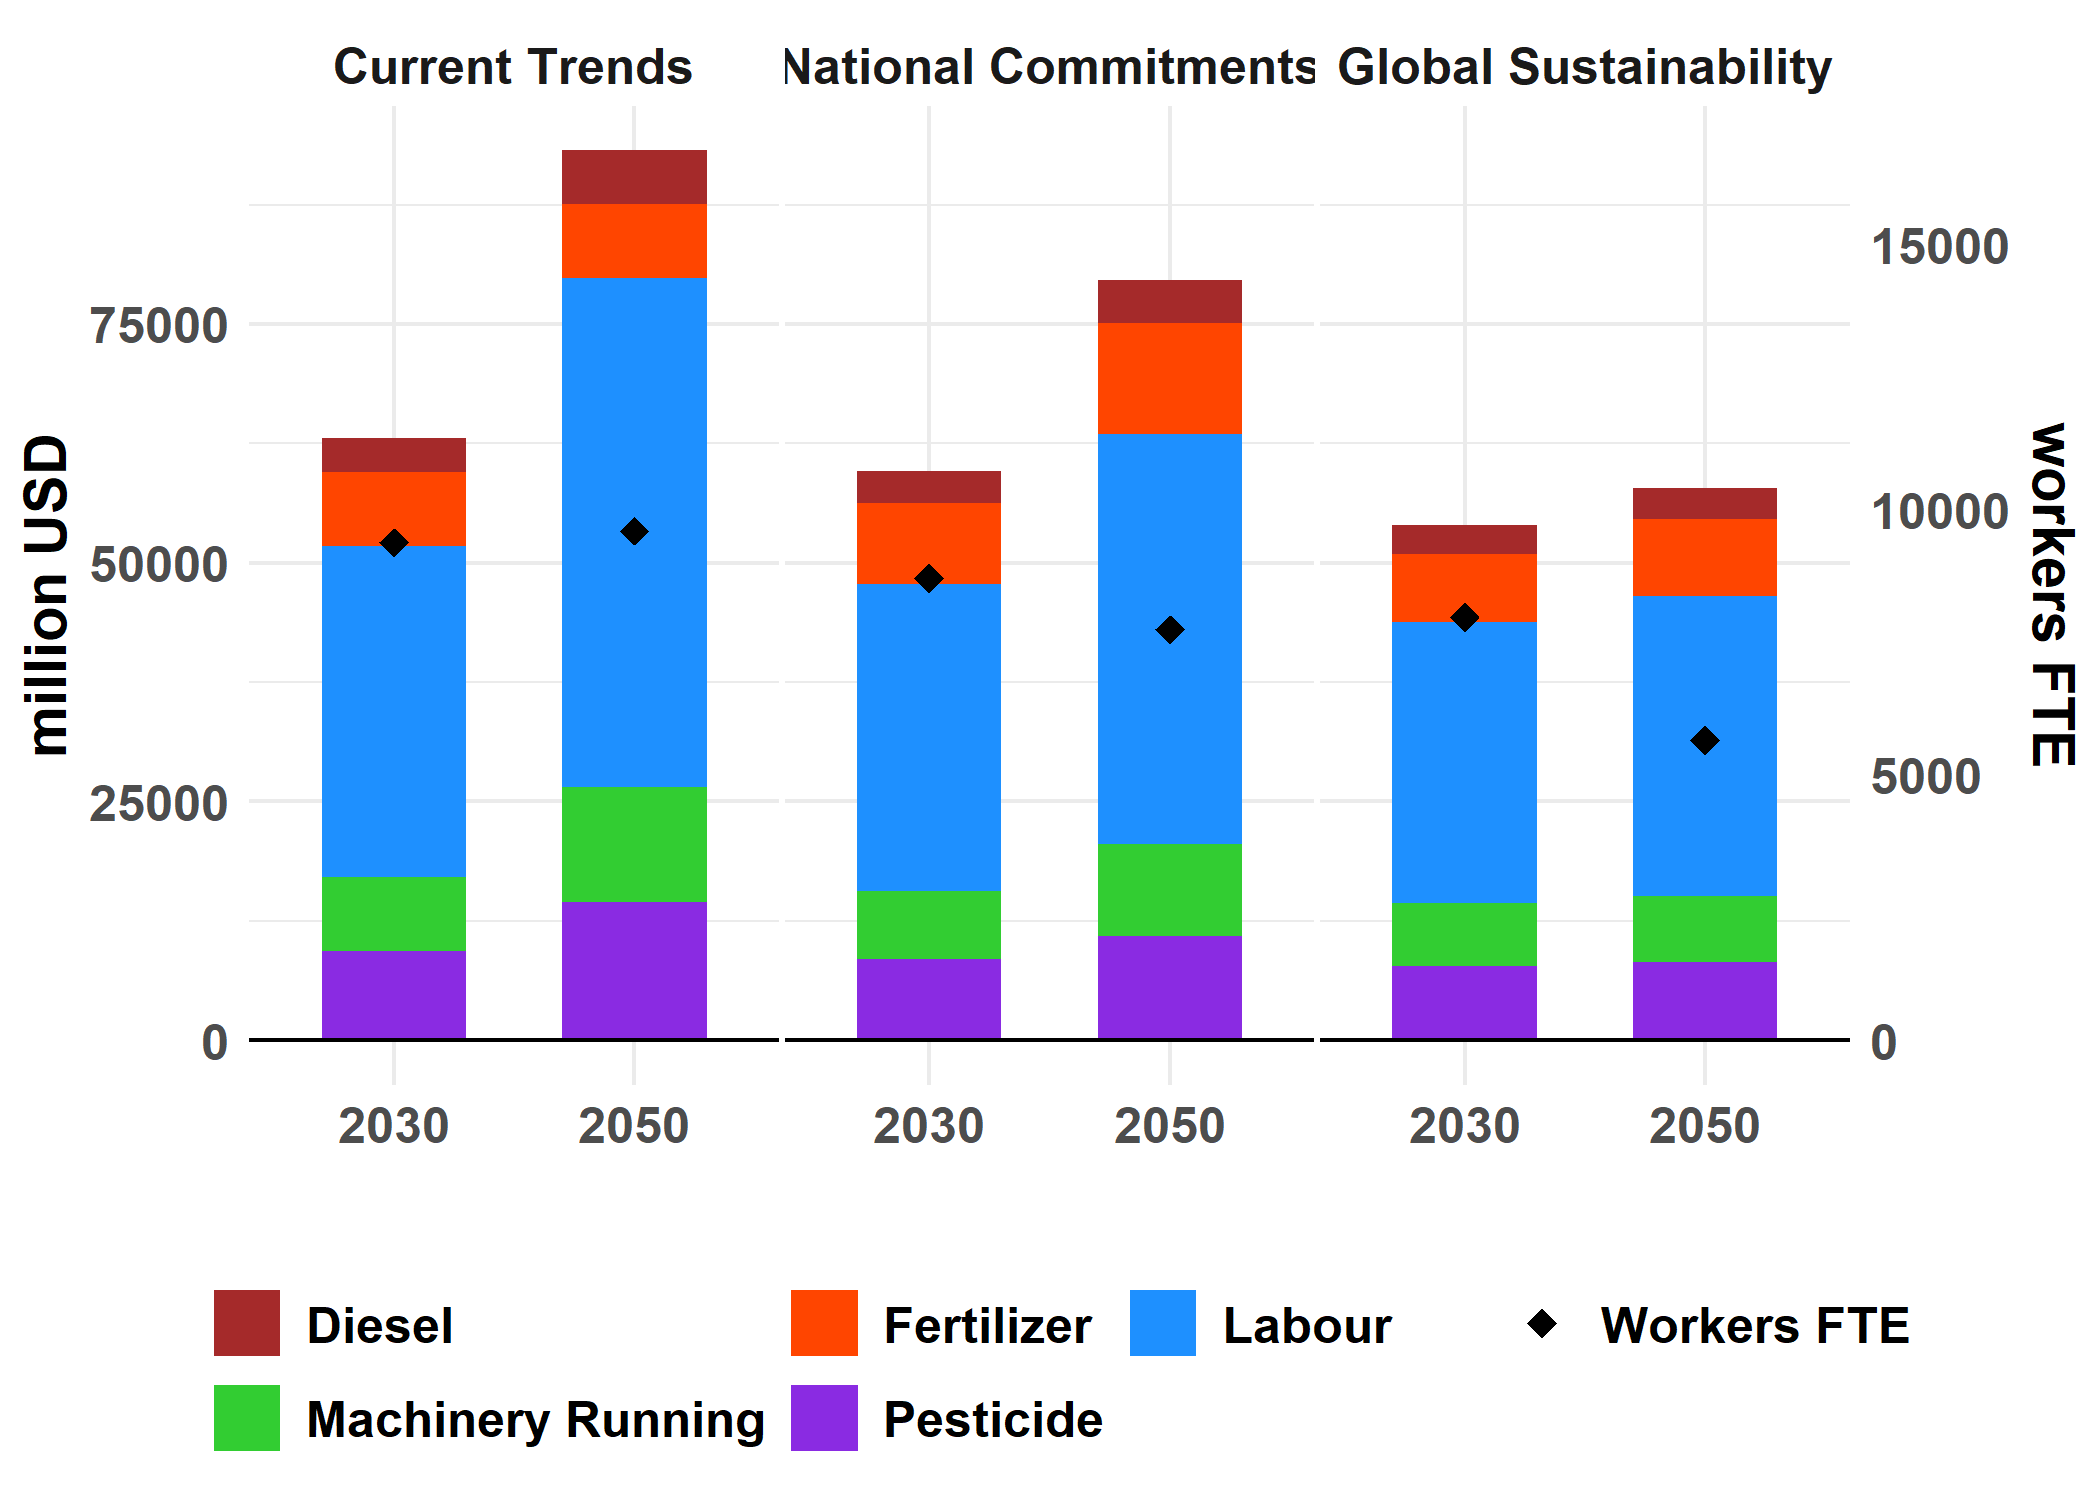 Current Trends
National Commitments
Global Sustainability
million USD
75000
50000
25000
0
15000
10000
5000
0
workers FTE
2030
2050
2030
2050
2030
2050
Diesel
Fertilizer
Labour
Workers FTE
Machinery Running
Pesticide